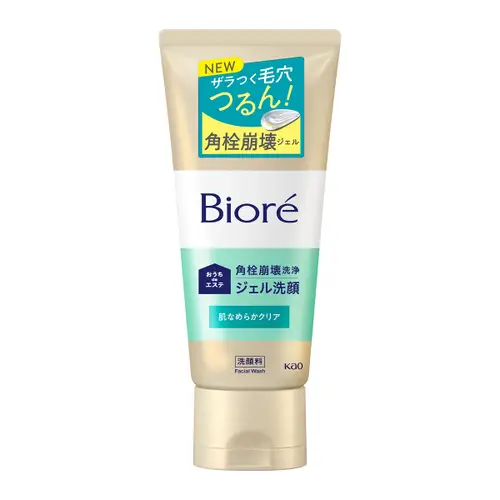 NEW
ザラつく毛穴
つるん!
角栓崩壊ジェル
Bioré
おうち
de
エステ
角栓崩壊洗浄
ジェル洗顔
肌なめらかクリア
洗顔料
Facial Wash
Kao